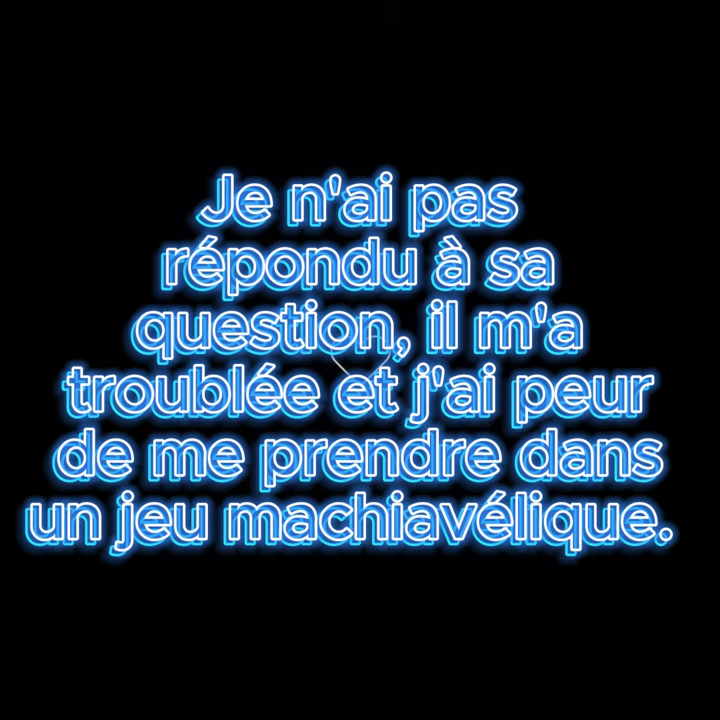 Je n'ai pas
répondu à sa
question, il m'a
troublée et j'ai peur
de me prendre dans
un jeu machiavélique.